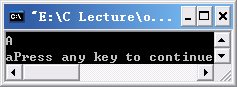 "E:\C Lecture\o...
A
aPress any key to continue